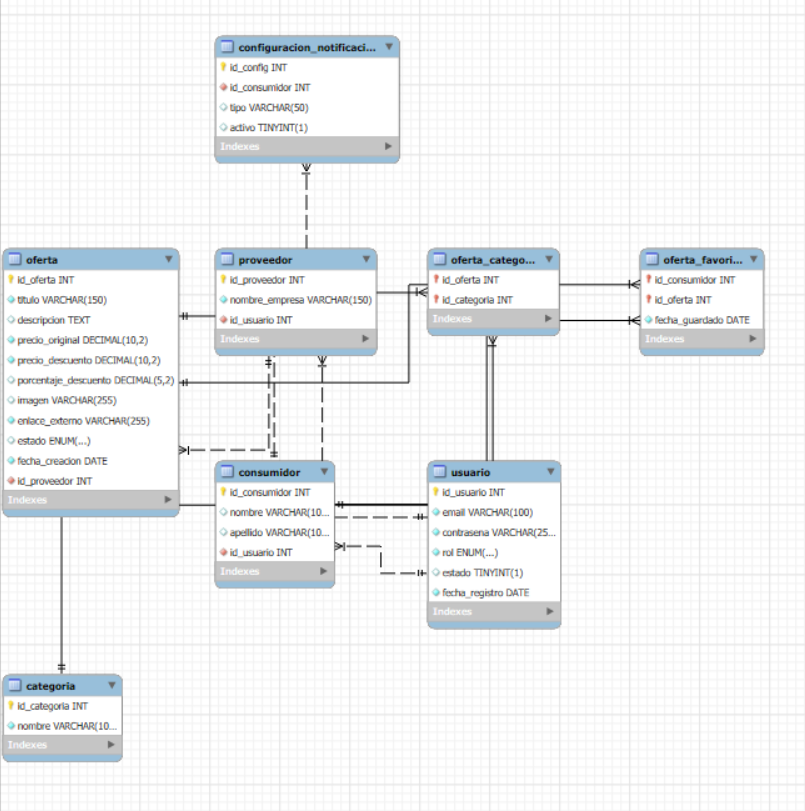 configuracion_notificaci...
id_config INT
id_consumidor INT
tipo VARCHAR(50)
activo TINYINT(1)
Indexes
oferta
id_oferta INT
titulo VARCHAR(150)
descripcion TEXT
precio_original DECIMAL(10,2)
precio_descuento DECIMAL(10,2)
porcentaje_descuento DECIMAL(5,2)
imagen VARCHAR(255)
enlace_externo VARCHAR(255)
estado ENUM(...)
fecha_creacion DATE
id_proveedor INT
Indexes
proveedor
id_proveedor INT
nombre_empresa VARCHAR(150)
id_usuario INT
Indexes
oferta_catego...
id_oferta INT
id_categoria INT
Indexes
oferta_favori...
id_consumidor INT
id_oferta INT
fecha_guardado DATE
Indexes
consumidor
id_consumidor INT
nombre VARCHAR(10...
apellido VARCHAR(10...
id_usuario INT
Indexes
usuario
id_usuario INT
email VARCHAR(100)
contrasena VARCHAR(25...
rol ENUM(...)
estado TINYINT(1)
fecha_registro DATE
Indexes
categoria
id_categoria INT
nombre VARCHAR(10...
Indexes